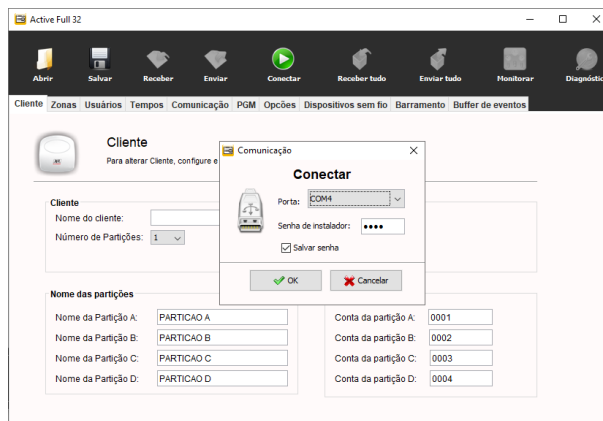 Active Full 32
Abrir Salvar Receber Enviar Conectar Receber tudo Enviar tudo Monitorar Diagnóstic
Cliente Zonas Usuários Tempos Comunicação PGM Opcões Dispositivos sem fio Barramento Buffer de eventos
Cliente
Para alterar Cliente, configure e
Comunicação
Conectar
Porta: COM4
Senha de instalador: ••••
Salvar senha
OK Cancelar
Cliente
Nome do cliente:
Número de Partições: 1
Nome das partições
Nome da Partição A: PARTICAO A Conta da partição A: 0001
Nome da Partição B: PARTICAO B Conta da partição B: 0002
Nome da Partição C: PARTICAO C Conta da partição C: 0003
Nome da Partição D: PARTICAO D Conta da partição D: 0004